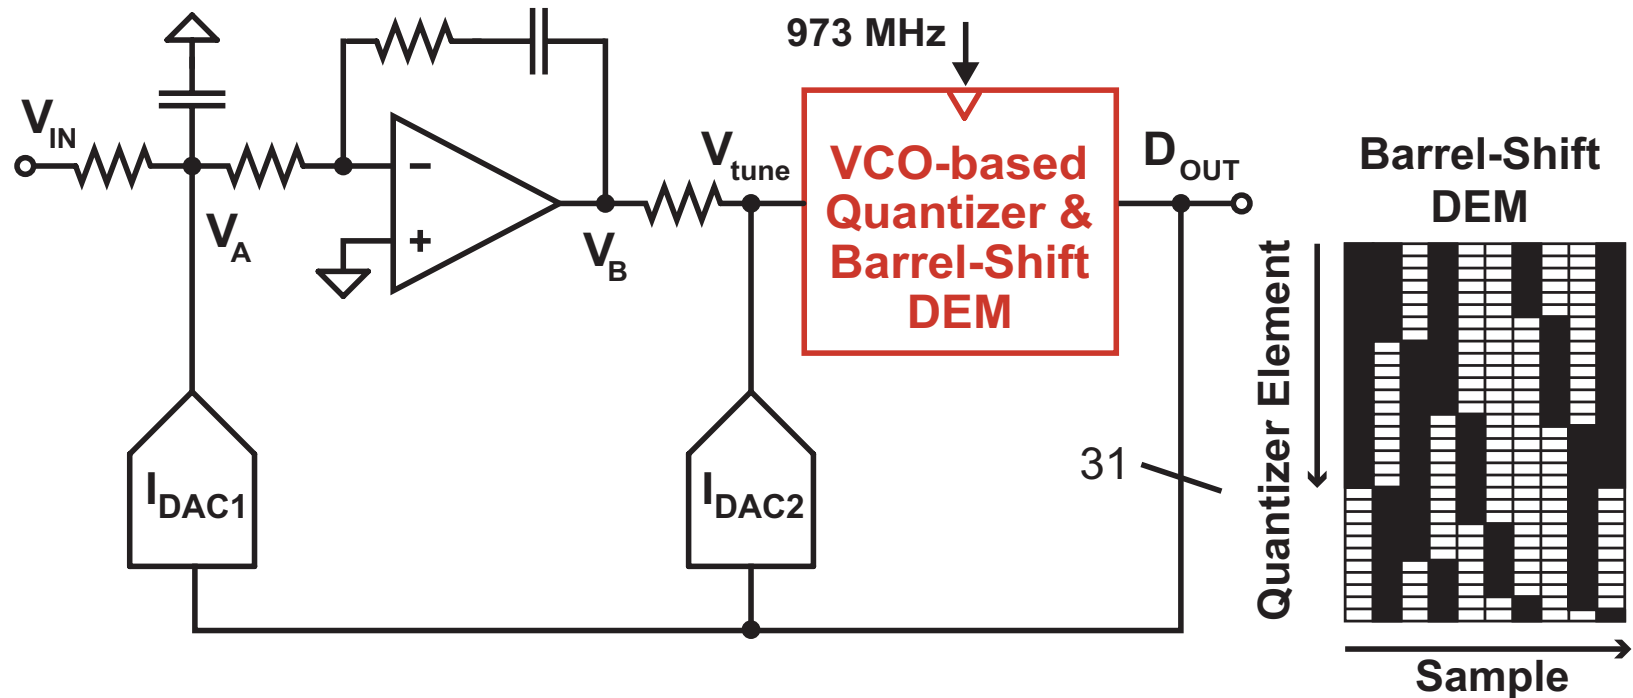 973 MHz
V_IN
V_A
−
+
V_B
V_tune
VCO-based
Quantizer &
Barrel-Shift
DEM
D_OUT
I_DAC1
I_DAC2
31
Barrel-Shift
DEM
Quantizer Element
Sample